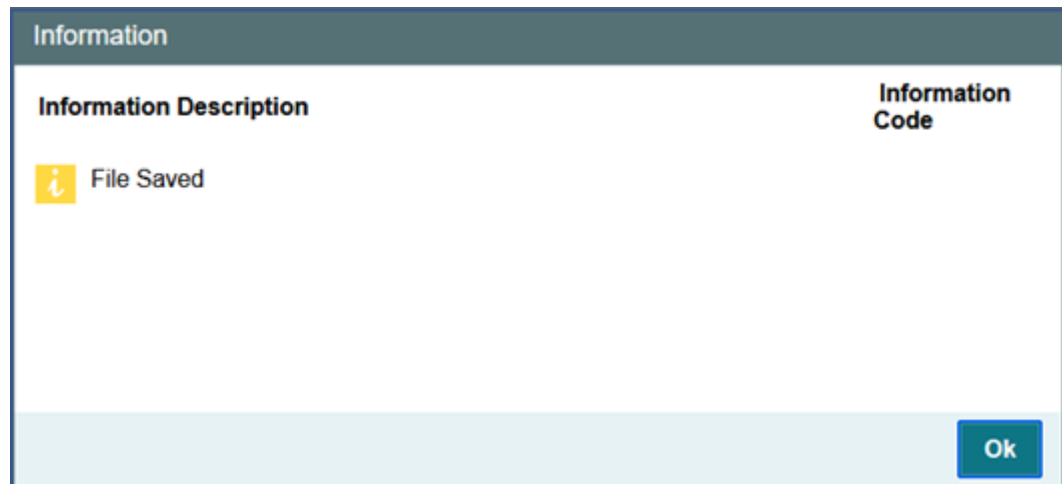 Information
Information Description
Information
Code
i File Saved
Ok